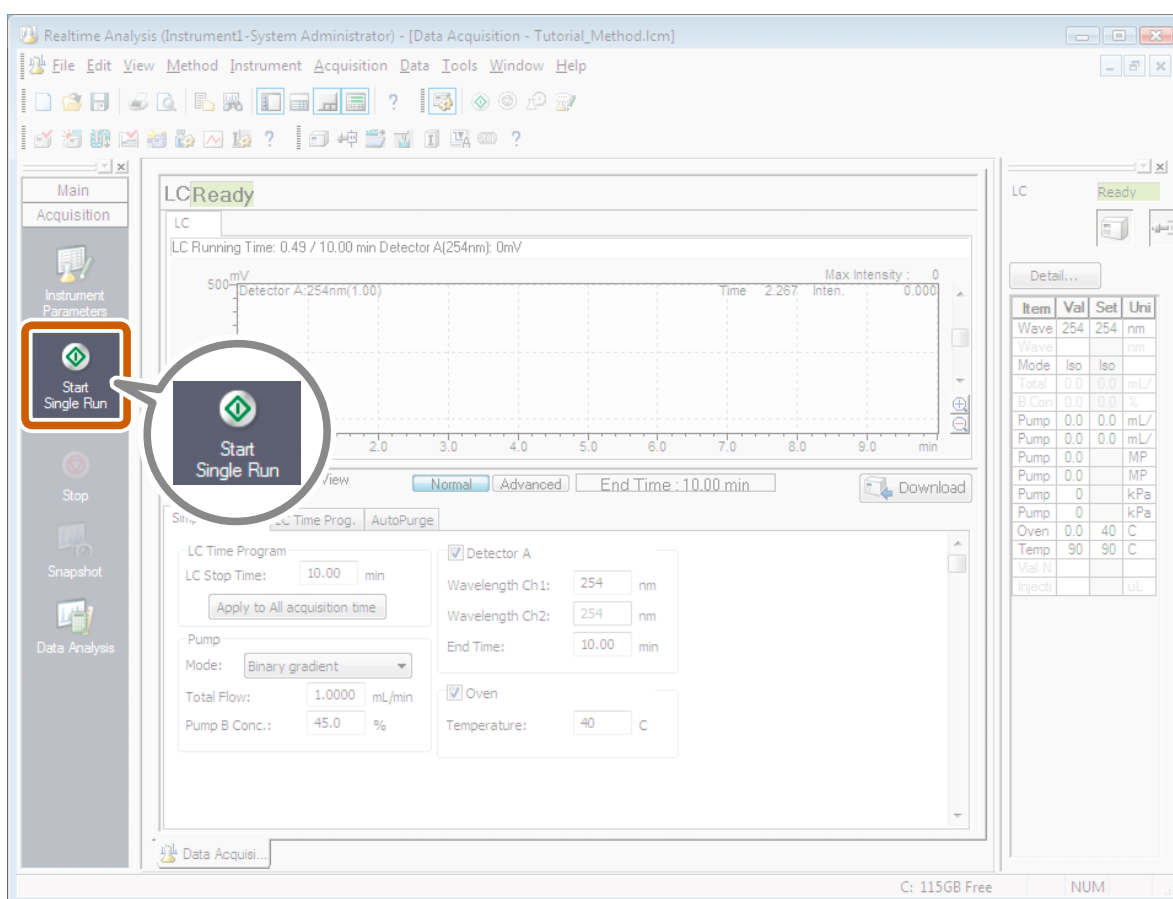 Realtime Analysis (Instrument1-System Administrator) - [Data Acquisition - Tutorial_Method.lcm]
File Edit View Method Instrument Acquisition Data Tools Window Help
Main
Acquisition
Instrument
Parameters
Start
Single Run
Stop
Snapshot
Data Analysis
LC Ready
LC
LC Running Time: 0.49 / 10.00 min Detector A(254nm): 0mV
mV
500
Detector A:254nm(1.00)
Max Intensity : 0
Time 2.267 Inten. 0.000
2.0 3.0 4.0 5.0 6.0 7.0 8.0 9.0 min
Start
Single Run
View
Normal Advanced End Time : 10.00 min Download
LC Time Prog. AutoPurge
LC Time Program
LC Stop Time: 10.00 min
Apply to All acquisition time
Pump
Mode: Binary gradient
Total Flow: 1.0000 mL/min
Pump B Conc.: 45.0 %
Detector A
Wavelength Ch1: 254 nm
Wavelength Ch2: 254 nm
End Time: 10.00 min
Oven
Temperature: 40 C
Data Acquisi...
LC Ready
Detail...
Item Val Set Uni
Wave 254 254 nm
Wave nm
Mode Iso Iso
Total 0.0 0.0 mL/
B.Con 0.0 0.0 %
Pump 0.0 0.0 mL/
Pump 0.0 0.0 mL/
Pump 0.0 MP
Pump 0.0 MP
Pump 0 kPa
Pump 0 kPa
Oven 0.0 40 C
Temp 90 90 C
Vial N
Injecti uL
C: 115GB Free NUM